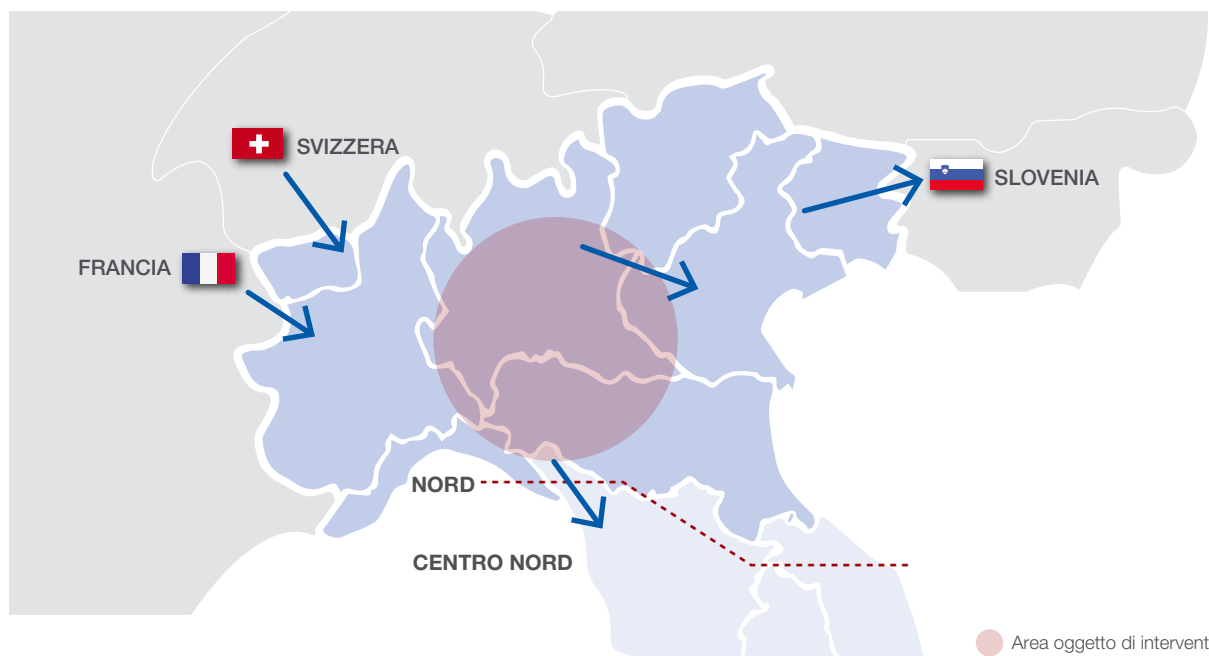 SVIZZERA
SLOVENIA
FRANCIA
NORD
CENTRO NORD
Area oggetto di intervent